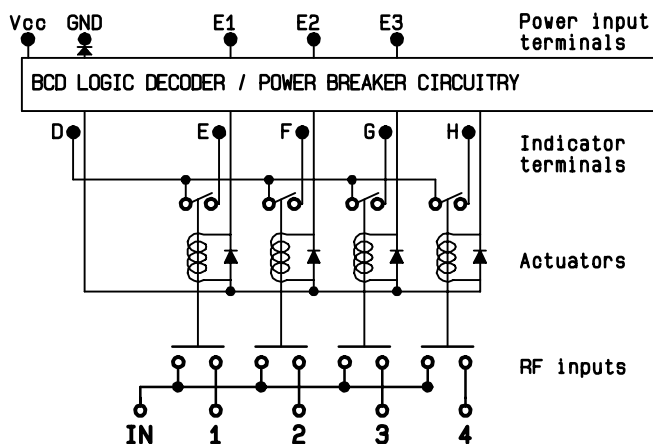 Vcc GND E1 E2 E3 Power input
terminals
BCD LOGIC DECODER / POWER BREAKER CIRCUITRY
D E F G H Indicator
terminals
Actuators
RF inputs
IN 1 2 3 4